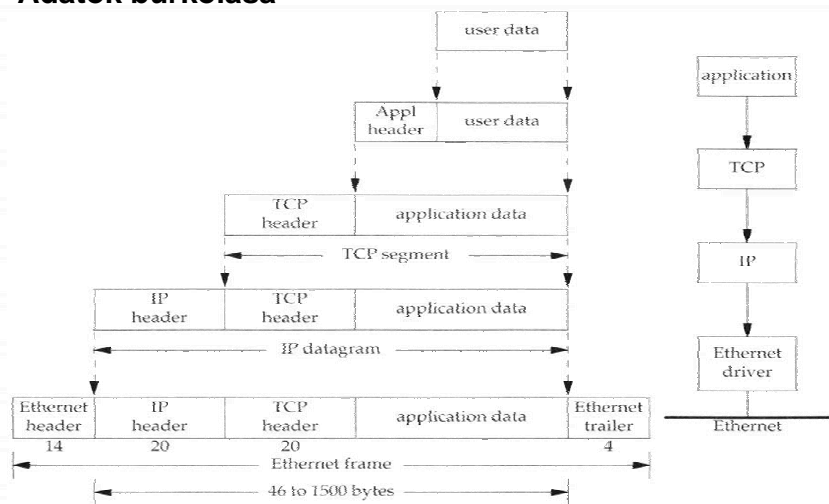 Adatok burkolása
user data
application
Appl
header
user data
TCP
TCP
header
application data
TCP segment
IP
IP
header
TCP
header
application data
IP datagram
Ethernet
driver
Ethernet
header
IP
header
TCP
header
application data
Ethernet
trailer
Ethernet
14
20
20
4
Ethernet frame
46 to 1500 bytes